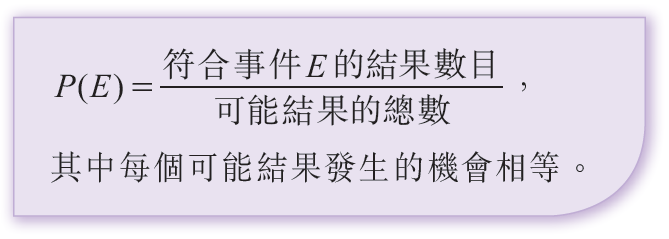 P(E) = 符合事件E的結果數目 / 可能結果的總數，
其中每個可能結果發生的機會相等。